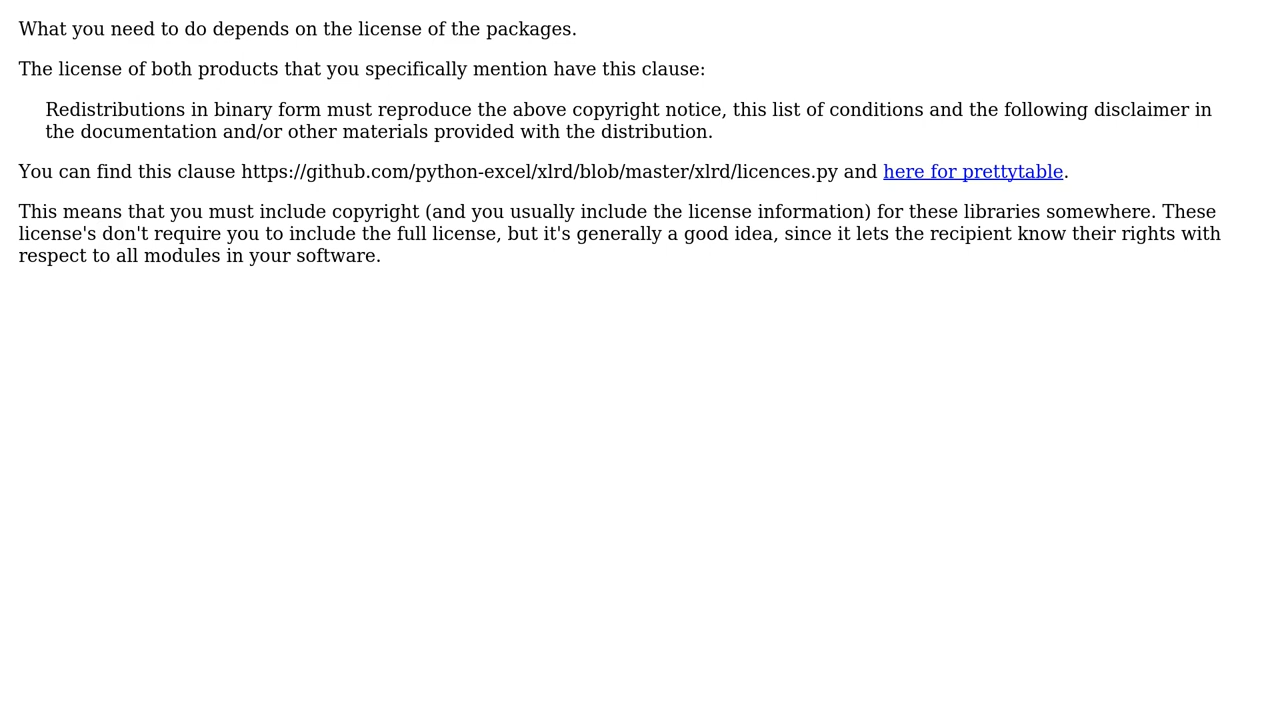 What you need to do depends on the license of the packages.
The license of both products that you specifically mention have this clause:
Redistributions in binary form must reproduce the above copyright notice, this list of conditions and the following disclaimer in
the documentation and/or other materials provided with the distribution.
You can find this clause https://github.com/python-excel/xlrd/blob/master/xlrd/licences.py and here for prettytable.
This means that you must include copyright (and you usually include the license information) for these libraries somewhere. These
license's don't require you to include the full license, but it's generally a good idea, since it lets the recipient know their rights with
respect to all modules in your software.